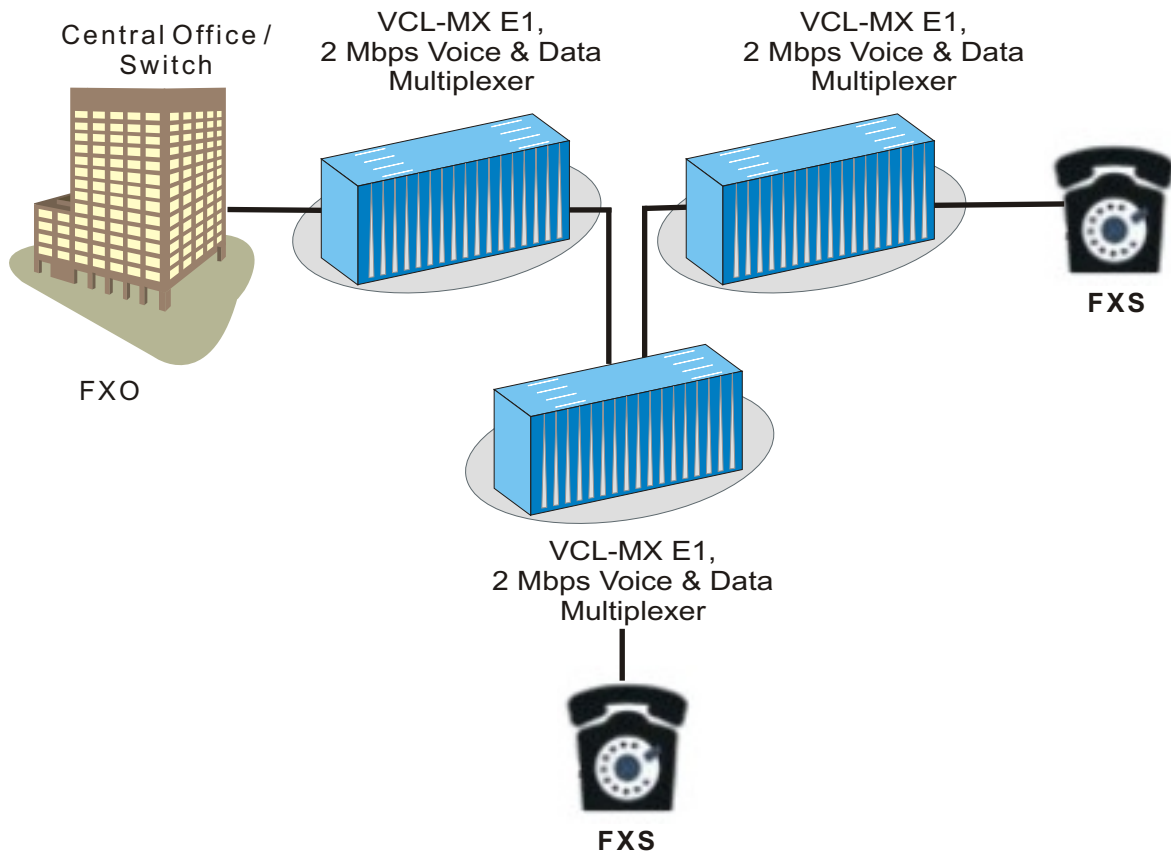 Central Office /
Switch
VCL-MX E1,
2 Mbps Voice & Data
Multiplexer
VCL-MX E1,
2 Mbps Voice & Data
Multiplexer
FXS
FXO
VCL-MX E1,
2 Mbps Voice & Data
Multiplexer
FXS